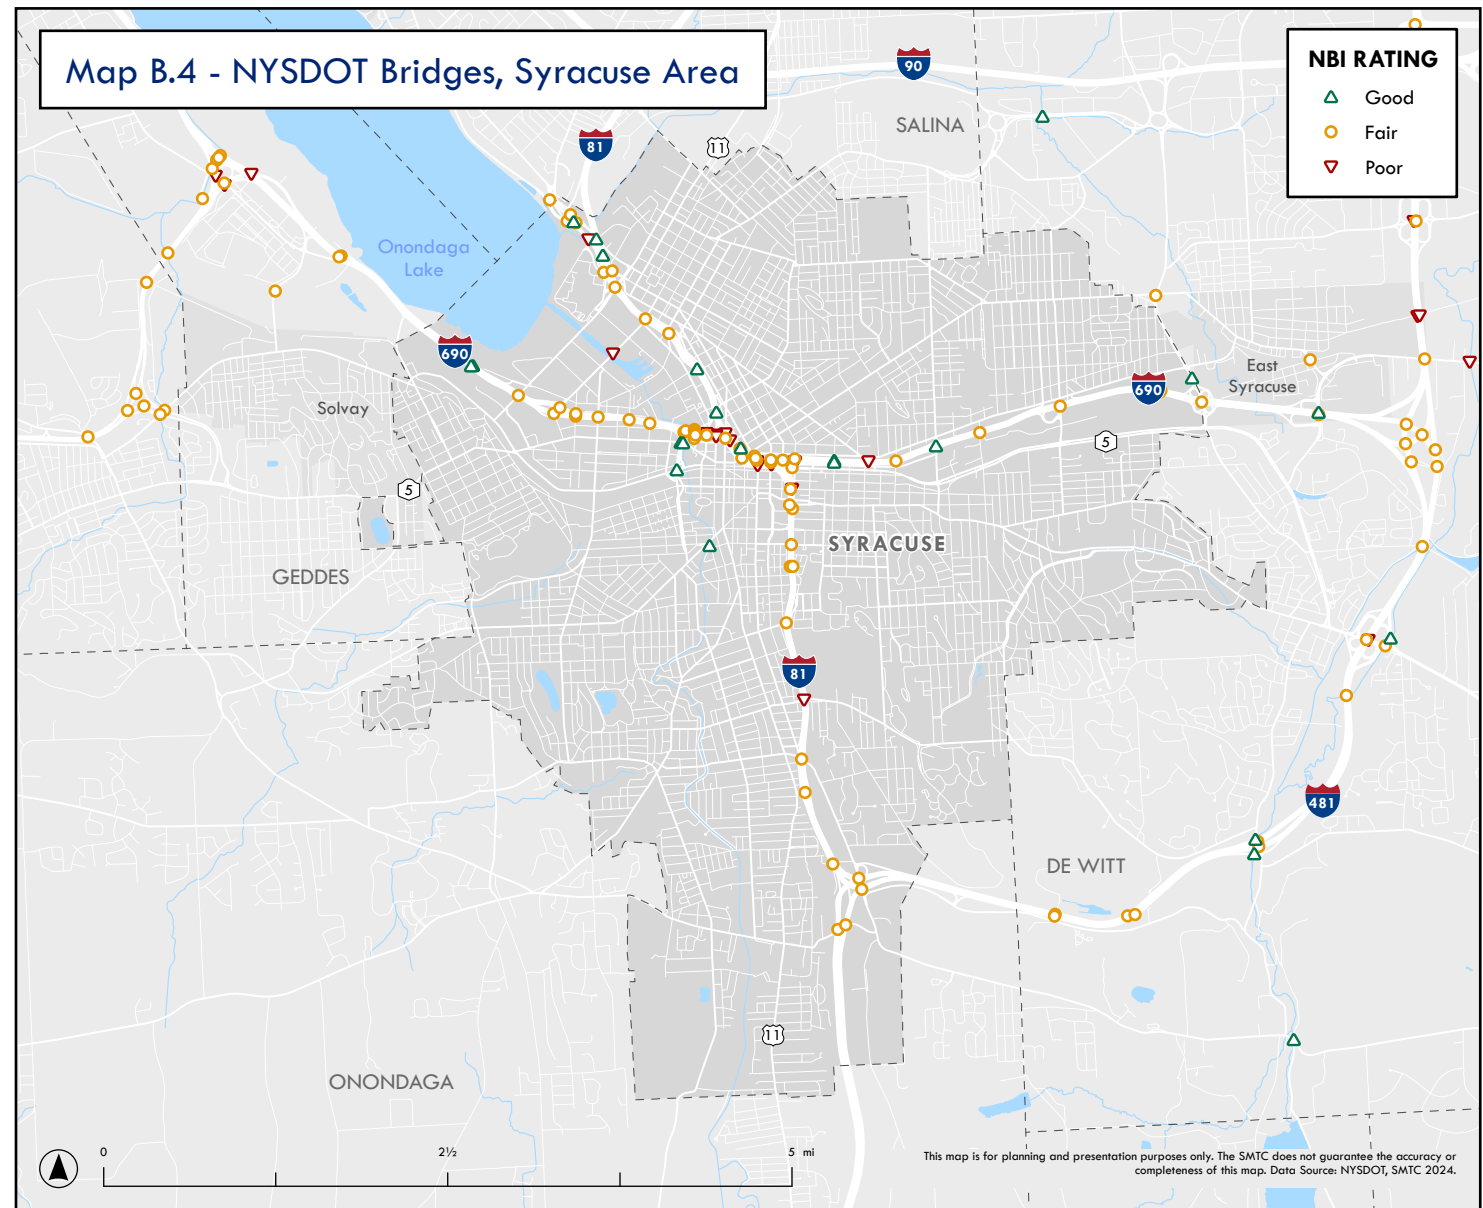 Map B.4 - NYSDOT Bridges, Syracuse Area
NBI RATING
Good
Fair
Poor
90
SALINA
81
11
Onondaga
Lake
690
Solvay
East
Syracuse
690
5
5
SYRACUSE
GEDDES
81
481
DE WITT
11
ONONDAGA
0
2½
5 mi
This map is for planning and presentation purposes only. The SMTC does not guarantee the accuracy or
completeness of this map. Data Source: NYSDOT, SMTC 2024.